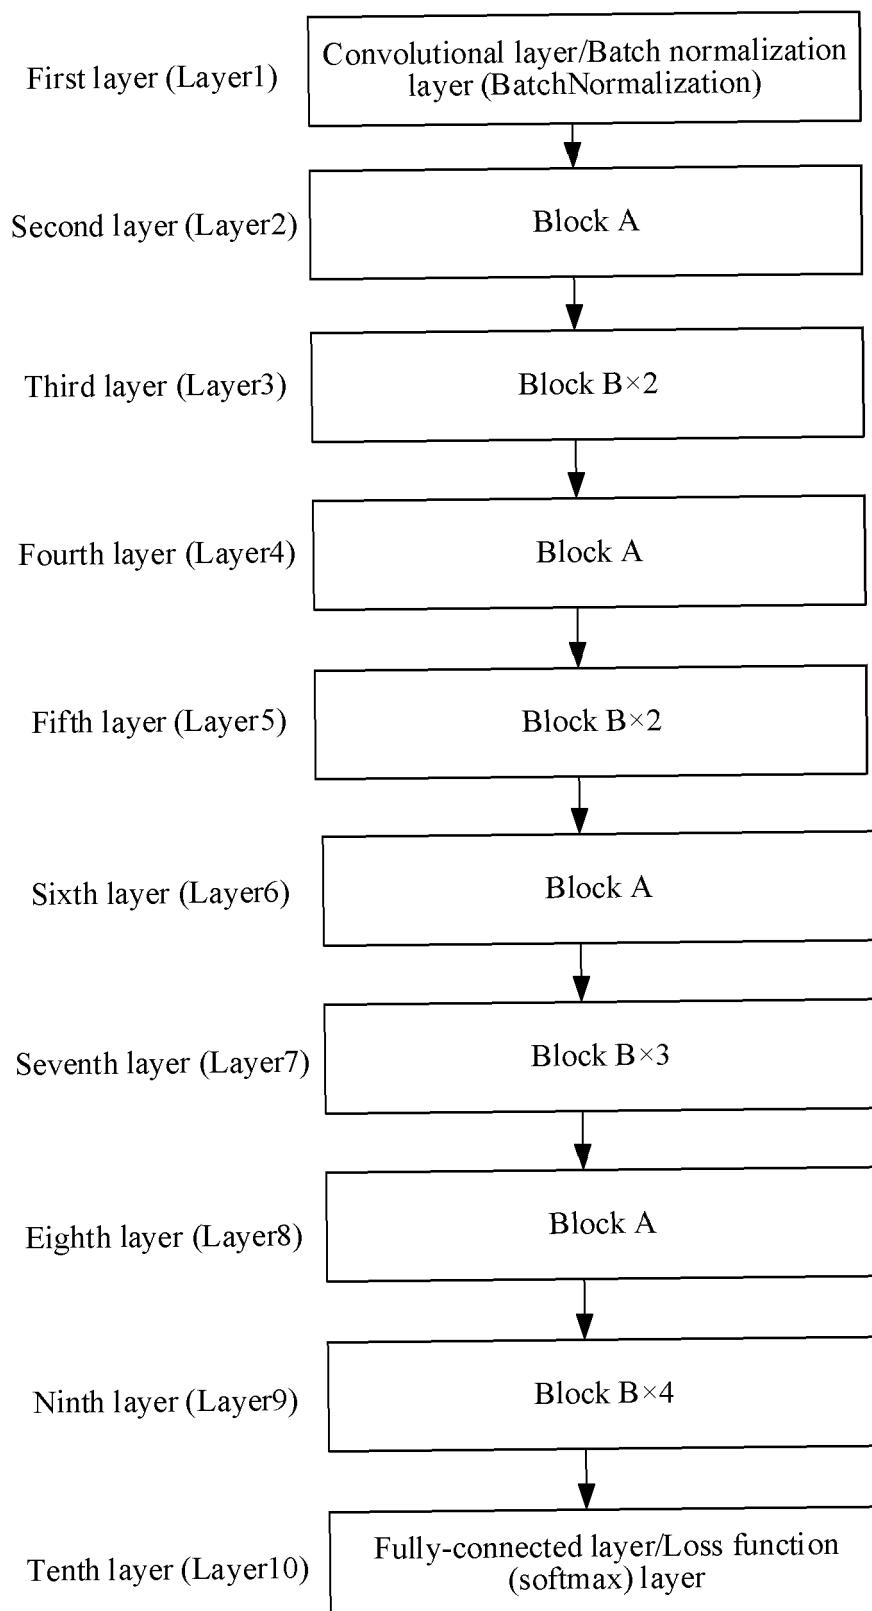 First layer (Layer1)
Convolutional layer/Batch normalization
layer (BatchNormalization)
Second layer (Layer2)
Block A
Third layer (Layer3)
Block B×2
Fourth layer (Layer4)
Block A
Fifth layer (Layer5)
Block B×2
Sixth layer (Layer6)
Block A
Seventh layer (Layer7)
Block B×3
Eighth layer (Layer8)
Block A
Ninth layer (Layer9)
Block B×4
Tenth layer (Layer10)
Fully-connected layer/Loss function
(softmax) layer